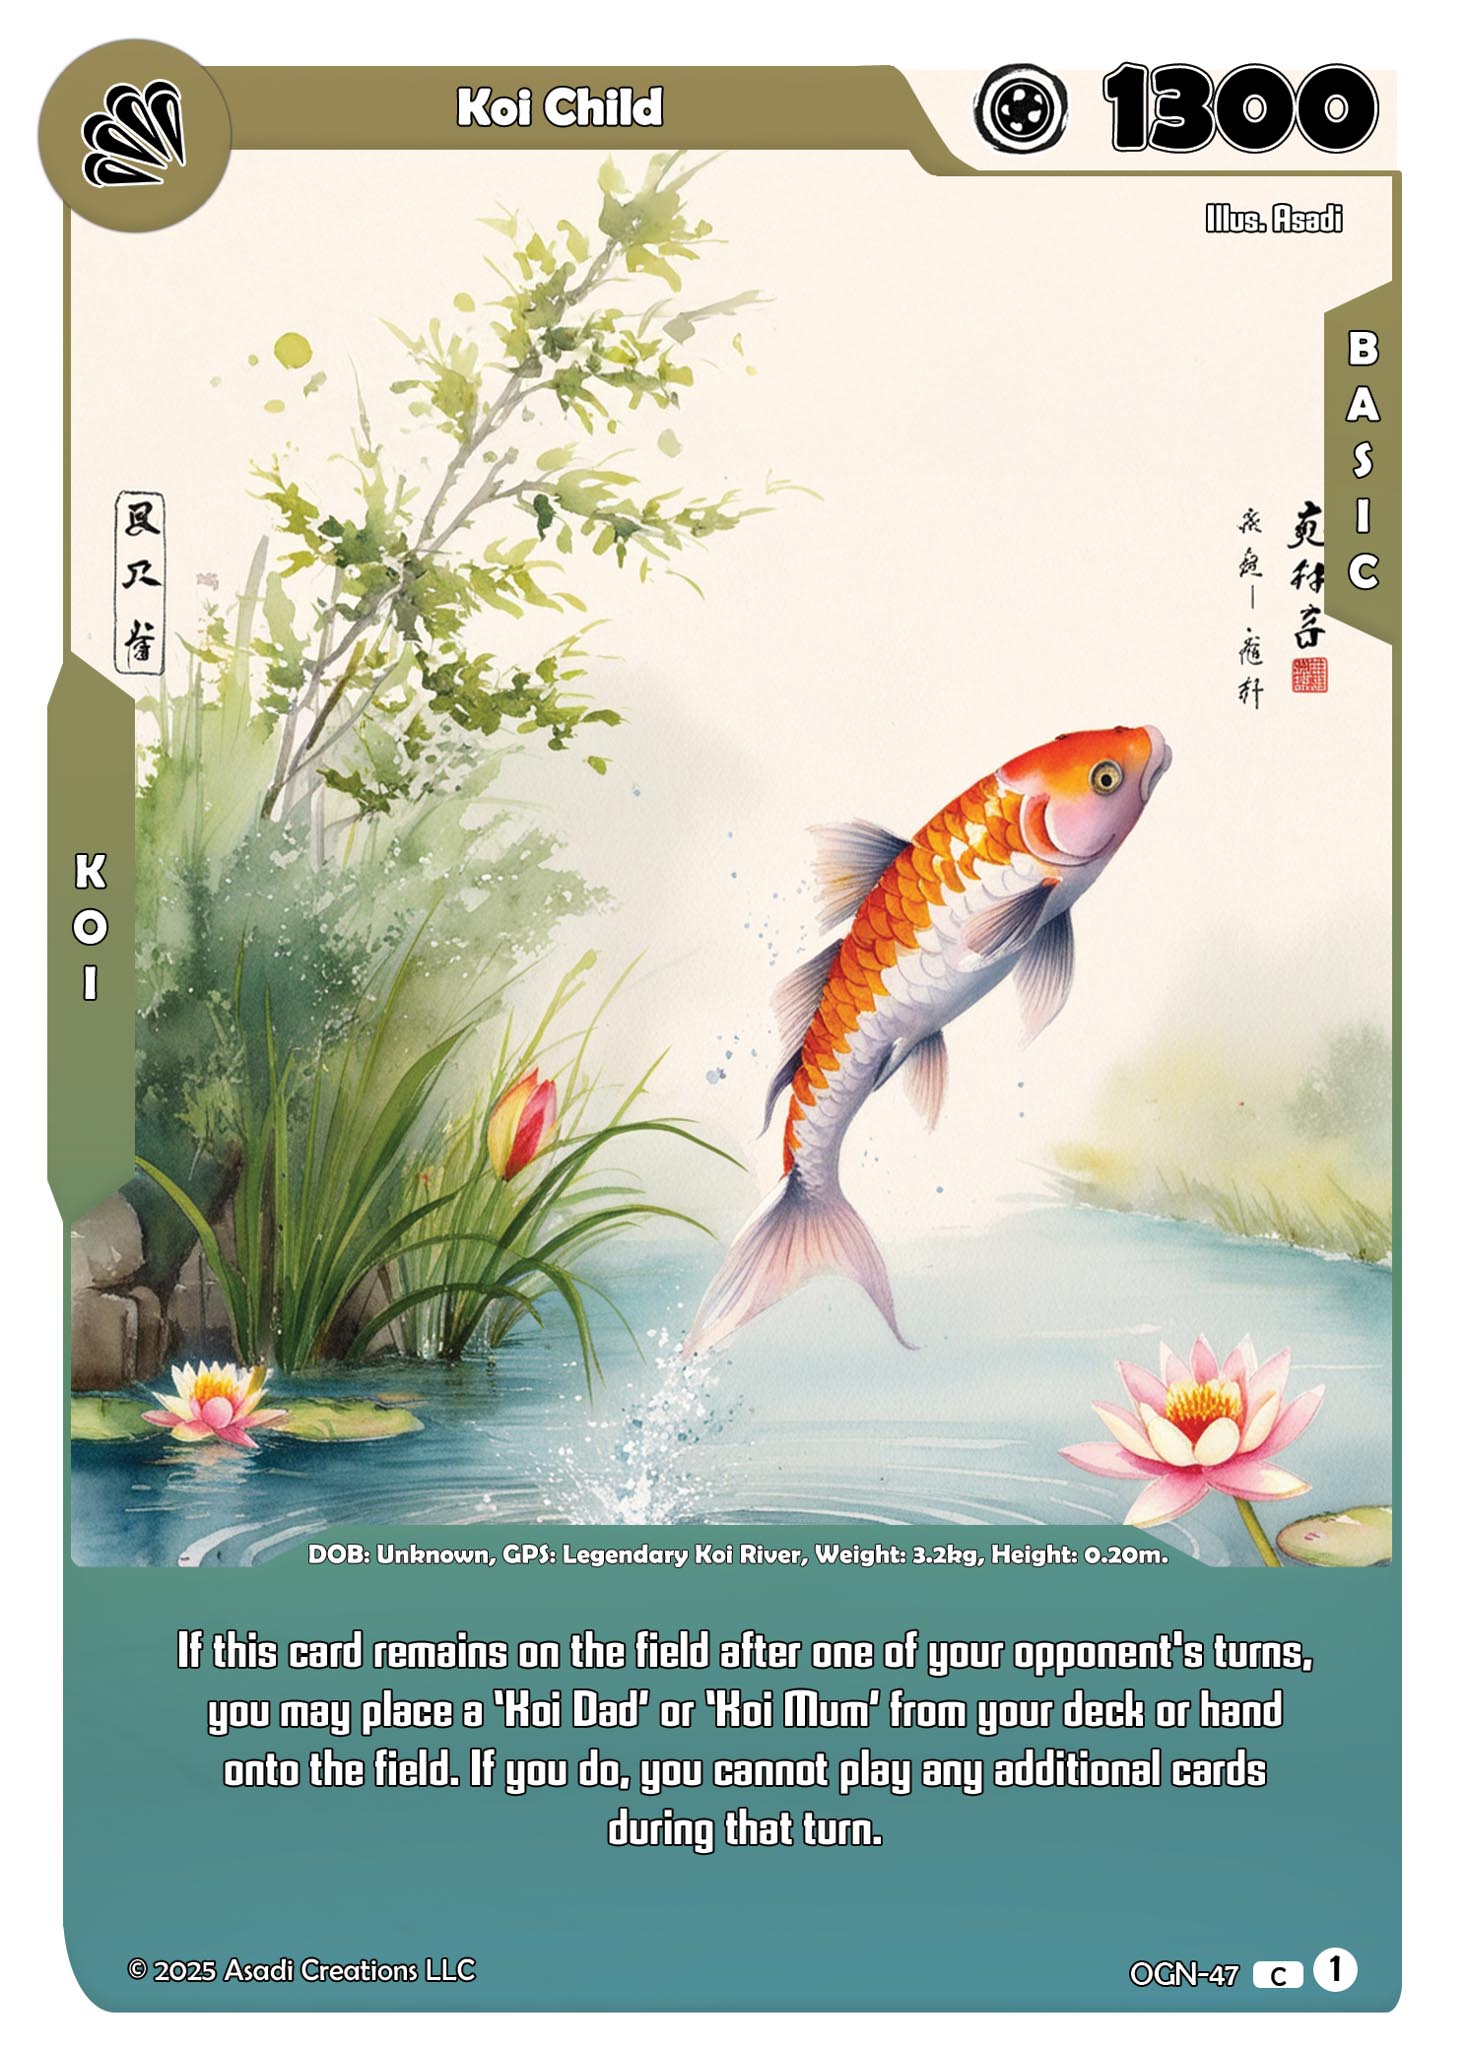 Koi Child
1300
Illus. Asadi
BASIC
KOI
DOB: Unknown, GPS: Legendary Koi River, Weight: 3.2kg, Height: 0.20m.
If this card remains on the field after one of your opponent's turns,
you may place a ‘Koi Dad’ or ‘Koi Mum’ from your deck or hand
onto the field. If you do, you cannot play any additional cards
during that turn.
© 2025 Asadi Creations LLC
OGN-47 C 1